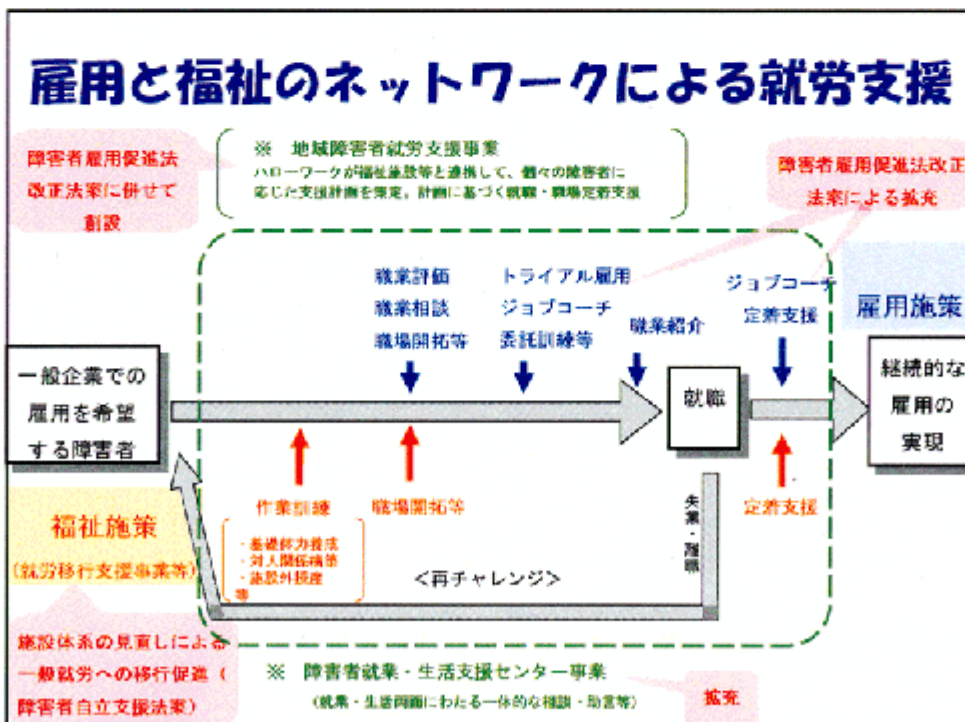 雇用と福祉のネットワークによる就労支援
障害者雇用促進法
改正法案に併せて
創設
※ 地域障害者就労支援事業
ハローワークが福祉施設等と連携して、個々の障害者に
応じた支援計画を策定。計画に基づく就職・職場定着支援
障害者雇用促進法改正
法案による拡充
職業評価
職業相談
職場開拓等
トライアル雇用
ジョブコーチ
委託訓練等
職業紹介
ジョブコーチ
定着支援
雇用施策
一般企業での
雇用を希望
する障害者
就職
継続的な
雇用の
実現
福祉施策
(就労移行支援事業等)
作業訓練
・基礎体力養成
・対人関係構築
・施設外授産
等
職場開拓等
定着支援
失業・離職
<再チャレンジ>
施設体系の見直しによる
一般就労への移行促進(
障害者自立支援法案)
※ 障害者就業・生活支援センター事業
(就業・生活両面にわたる一体的な相談・助言等)
拡充